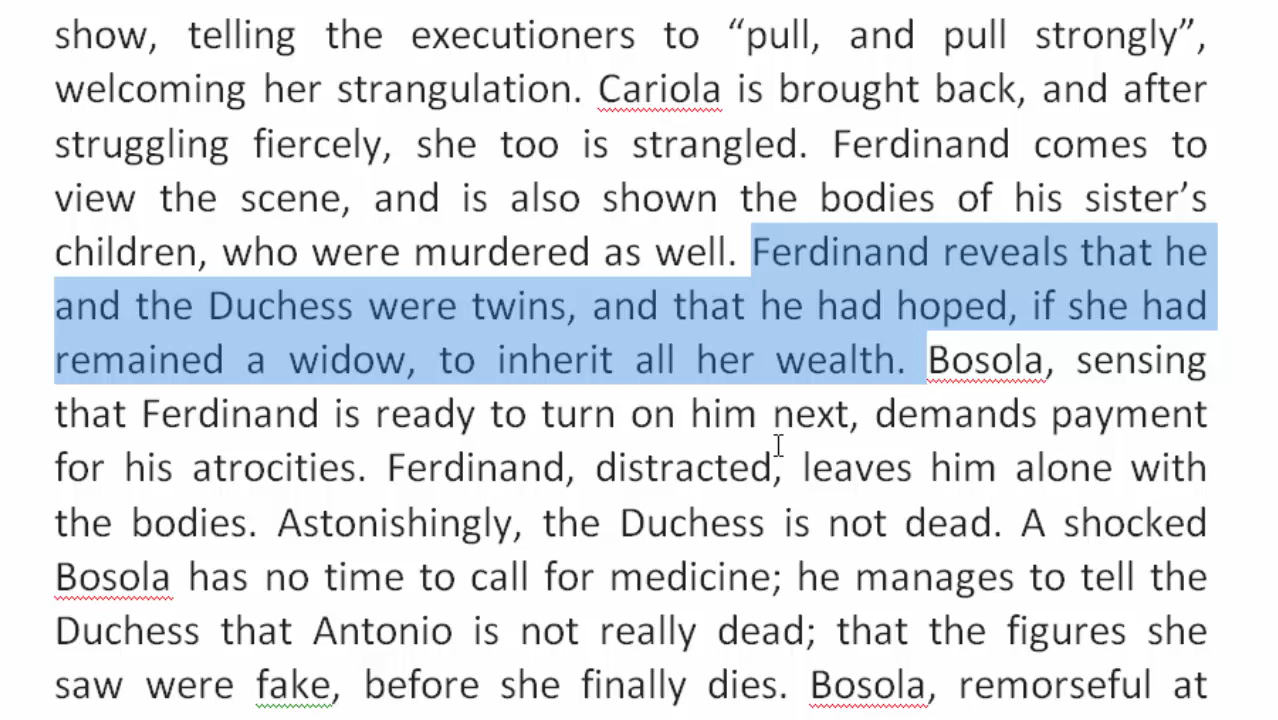 show, telling the executioners to “pull, and pull strongly”,
welcoming her strangulation. Cariola is brought back, and after
struggling fiercely, she too is strangled. Ferdinand comes to
view the scene, and is also shown the bodies of his sister’s
children, who were murdered as well. Ferdinand reveals that he
and the Duchess were twins, and that he had hoped, if she had
remained a widow, to inherit all her wealth. Bosola, sensing
that Ferdinand is ready to turn on him next, demands payment
for his atrocities. Ferdinand, distracted, leaves him alone with
the bodies. Astonishingly, the Duchess is not dead. A shocked
Bosola has no time to call for medicine; he manages to tell the
Duchess that Antonio is not really dead; that the figures she
saw were fake, before she finally dies. Bosola, remorseful at